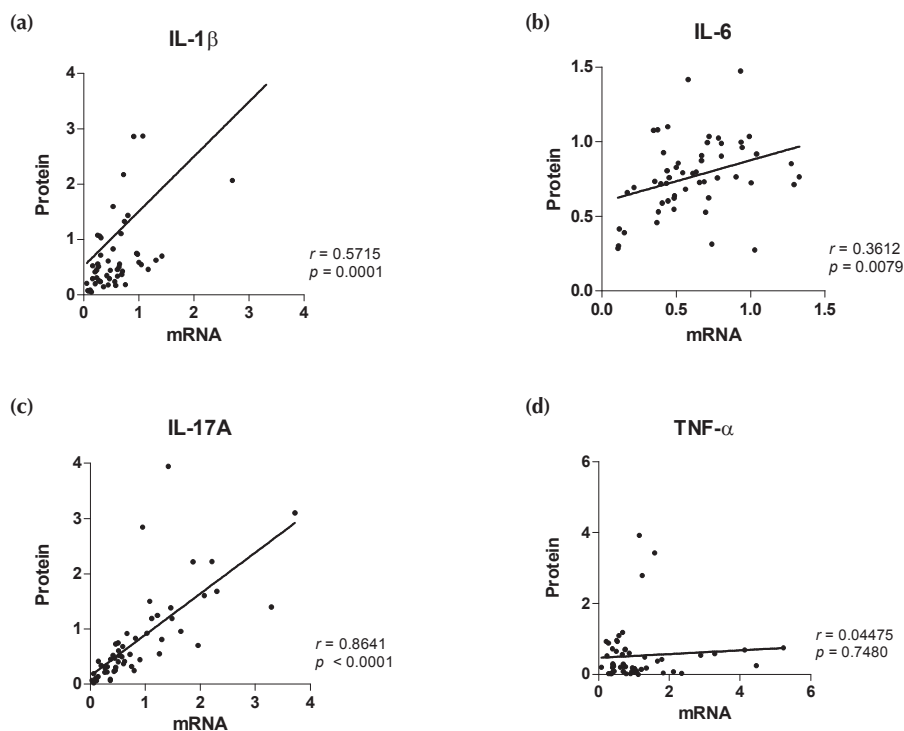 (a)
IL-1β
4
3
2
1
0
Protein
0 1 2 3 4
mRNA
r = 0.5715
p = 0.0001
(b)
IL-6
1.5
1.0
0.5
0.0
Protein
0.0 0.5 1.0 1.5
mRNA
r = 0.3612
p = 0.0079
(c)
IL-17A
4
3
2
1
0
Protein
0 1 2 3 4
mRNA
r = 0.8641
p < 0.0001
(d)
TNF-α
6
4
2
0
Protein
0 2 4 6
mRNA
r = 0.04475
p = 0.7480